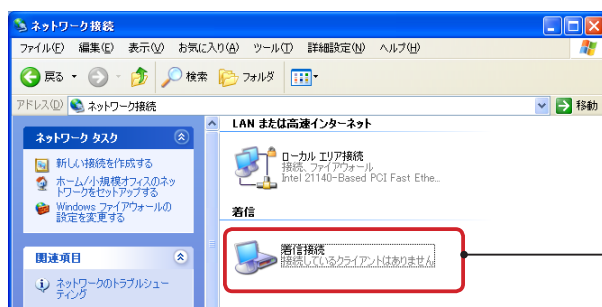 ネットワーク接続
ファイル(F) 編集(E) 表示(V) お気に入り(A) ツール(T) 詳細設定(N) ヘルプ(H)
戻る 検索 フォルダ
アドレス(D) ネットワーク接続 移動
ネットワーク タスク
新しい接続を作成する
ホーム/小規模オフィスのネッ
トワークをセットアップする
Windows ファイアウォールの
設定を変更する
関連項目
ネットワークのトラブルシュー
ティング
LAN または高速インターネット
ローカル エリア接続
接続、ファイアウォール
Intel 21140-Based PCI Fast Ethe...
着信
着信接続
接続しているクライアントはありません